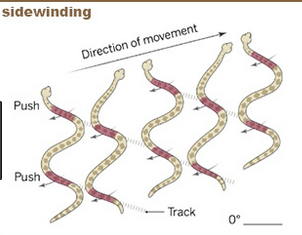 sidewinding
Direction of movement
Push
Push
Track
0°